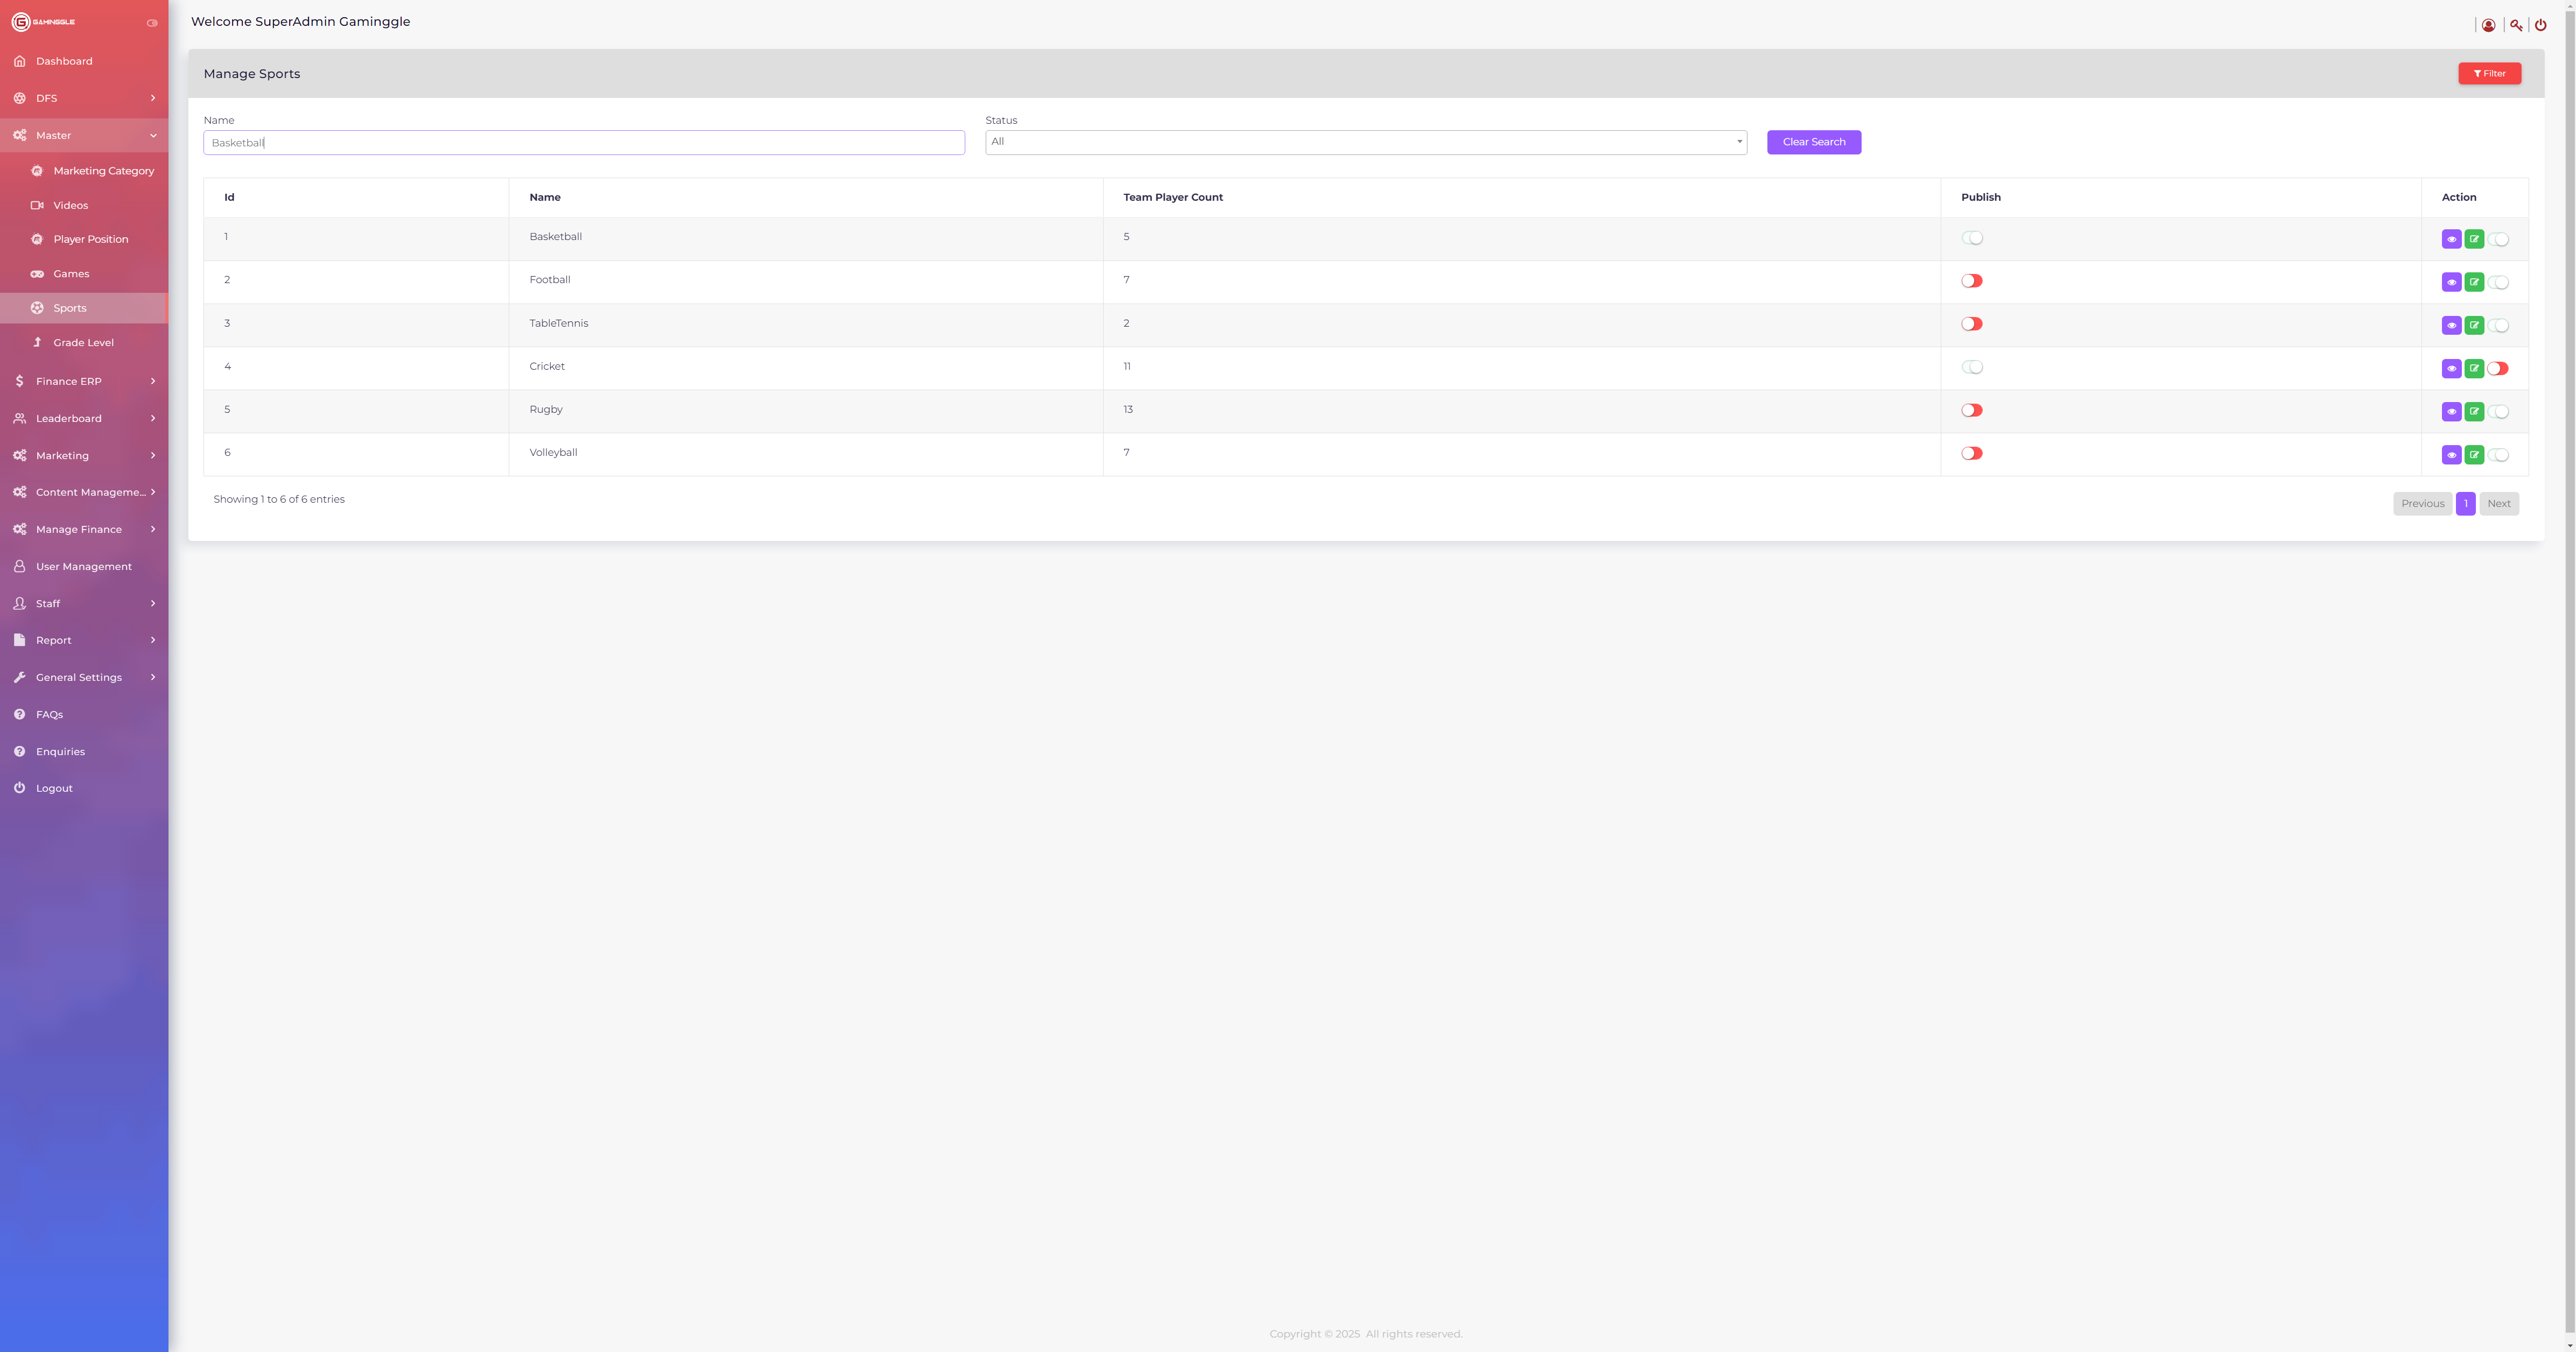 GAMINGGLE
Welcome SuperAdmin Gaminggle
Dashboard
DFS
Master
Marketing Category
Videos
Player Position
Games
Sports
Grade Level
Finance ERP
Leaderboard
Marketing
Content Manageme...
Manage Finance
User Management
Staff
Report
General Settings
FAQs
Enquiries
Logout
Manage Sports
Filter
Name
Status
Basketball
All
Clear Search
Id Name Team Player Count Publish Action
1 Basketball 5
2 Football 7
3 TableTennis 2
4 Cricket 11
5 Rugby 13
6 Volleyball 7
Showing 1 to 6 of 6 entries
Previous 1 Next
Copyright © 2025 All rights reserved.